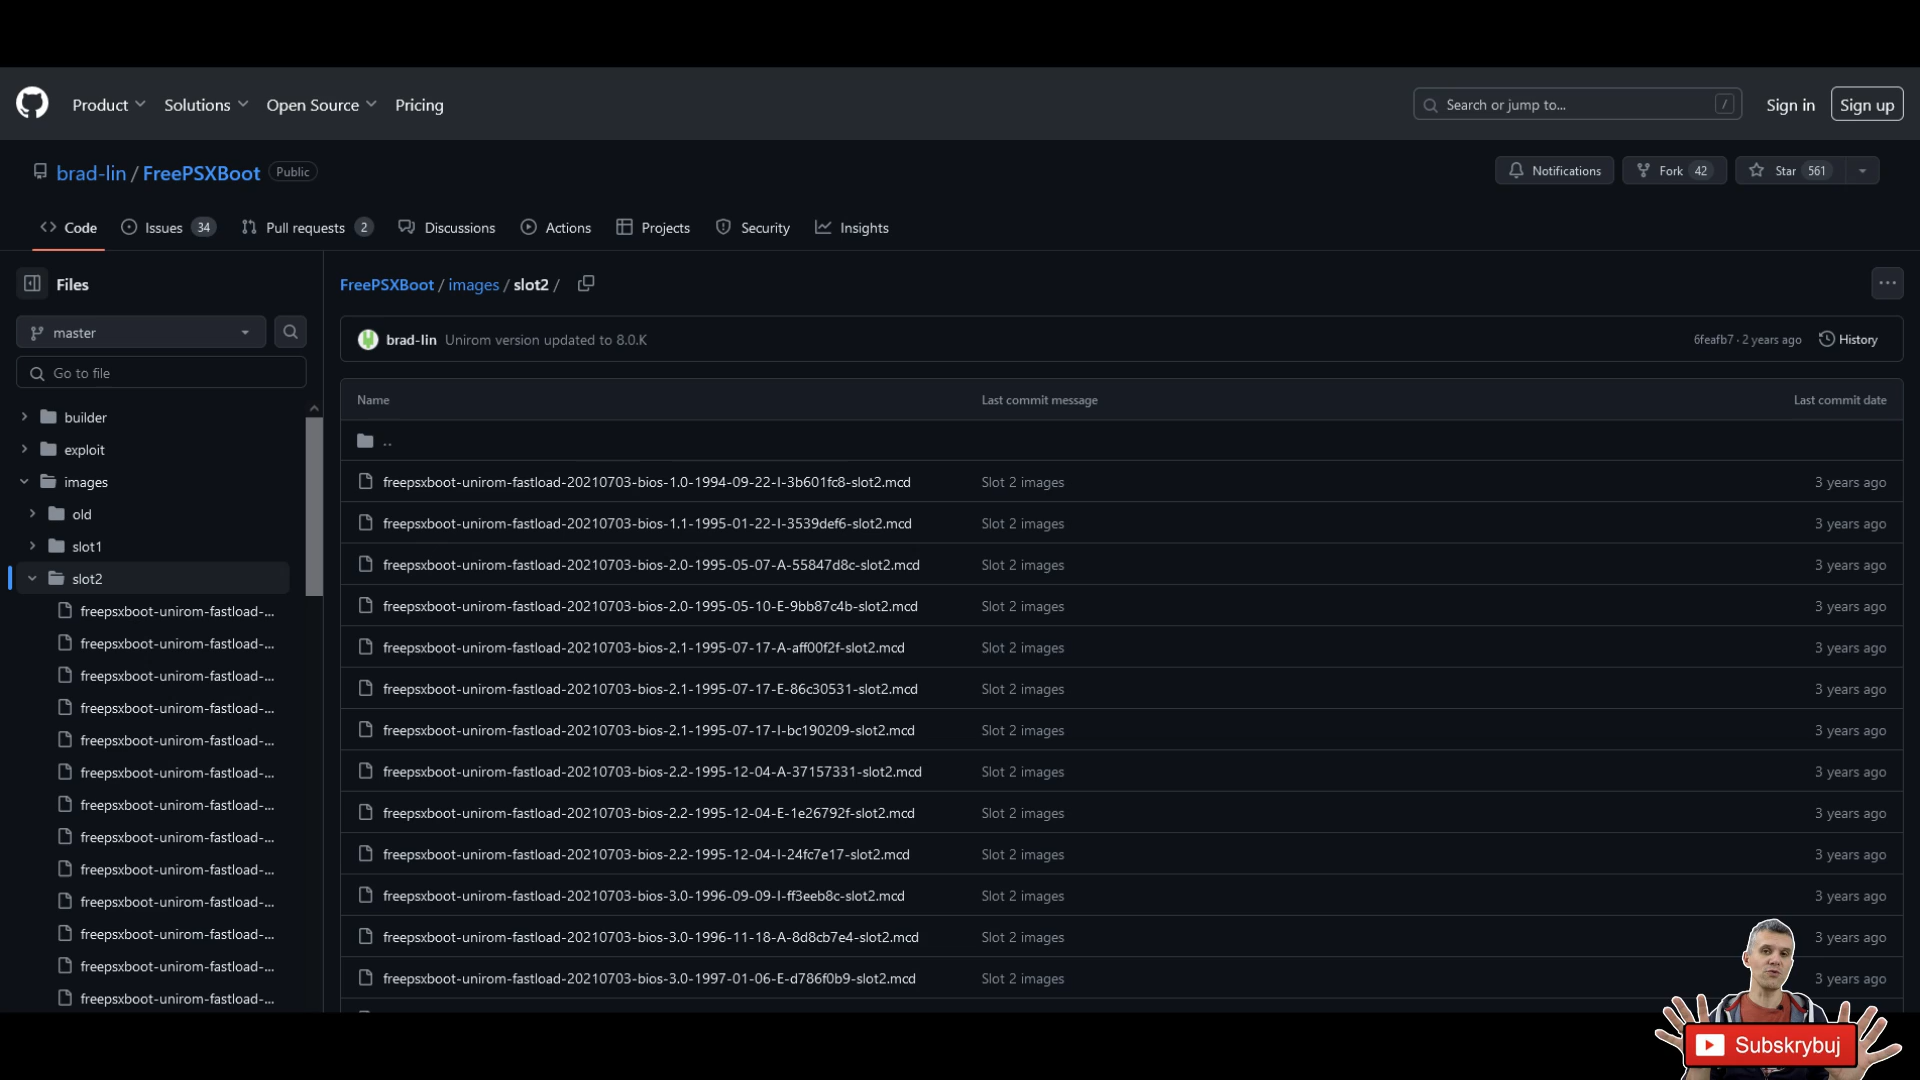 Product Solutions Open Source Pricing Search or jump to... / Sign in Sign up
brad-lin / FreePSXBoot Public Notifications Fork 42 Star 561
Code Issues 34 Pull requests 2 Discussions Actions Projects Security Insights
Files
master
Go to file
builder
exploit
images
old
slot1
slot2
freepsxboot-unirom-fastload-...
freepsxboot-unirom-fastload-...
freepsxboot-unirom-fastload-...
freepsxboot-unirom-fastload-...
freepsxboot-unirom-fastload-...
freepsxboot-unirom-fastload-...
freepsxboot-unirom-fastload-...
freepsxboot-unirom-fastload-...
freepsxboot-unirom-fastload-...
freepsxboot-unirom-fastload-...
freepsxboot-unirom-fastload-...
freepsxboot-unirom-fastload-...
freepsxboot-unirom-fastload-...
FreePSXBoot / images / slot2 /
brad-lin Unirom version updated to 8.0.K 6feafb7 · 2 years ago History
Name Last commit message Last commit date
..
freepsxboot-unirom-fastload-20210703-bios-1.0-1994-09-22-I-3b601fc8-slot2.mcd Slot 2 images 3 years ago
freepsxboot-unirom-fastload-20210703-bios-1.1-1995-01-22-I-3539def6-slot2.mcd Slot 2 images 3 years ago
freepsxboot-unirom-fastload-20210703-bios-2.0-1995-05-07-A-55847d8c-slot2.mcd Slot 2 images 3 years ago
freepsxboot-unirom-fastload-20210703-bios-2.0-1995-05-10-E-9bb87c4b-slot2.mcd Slot 2 images 3 years ago
freepsxboot-unirom-fastload-20210703-bios-2.1-1995-07-17-A-aff00f2f-slot2.mcd Slot 2 images 3 years ago
freepsxboot-unirom-fastload-20210703-bios-2.1-1995-07-17-E-86c30531-slot2.mcd Slot 2 images 3 years ago
freepsxboot-unirom-fastload-20210703-bios-2.1-1995-07-17-I-bc190209-slot2.mcd Slot 2 images 3 years ago
freepsxboot-unirom-fastload-20210703-bios-2.2-1995-12-04-A-37157331-slot2.mcd Slot 2 images 3 years ago
freepsxboot-unirom-fastload-20210703-bios-2.2-1995-12-04-E-1e26792f-slot2.mcd Slot 2 images 3 years ago
freepsxboot-unirom-fastload-20210703-bios-2.2-1995-12-04-I-24fc7e17-slot2.mcd Slot 2 images 3 years ago
freepsxboot-unirom-fastload-20210703-bios-3.0-1996-09-09-I-ff3eeb8c-slot2.mcd Slot 2 images 3 years ago
freepsxboot-unirom-fastload-20210703-bios-3.0-1996-11-18-A-8d8cb7e4-slot2.mcd Slot 2 images 3 years ago
freepsxboot-unirom-fastload-20210703-bios-3.0-1997-01-06-E-d786f0b9-slot2.mcd Slot 2 images 3 years ago
Subskrybuj